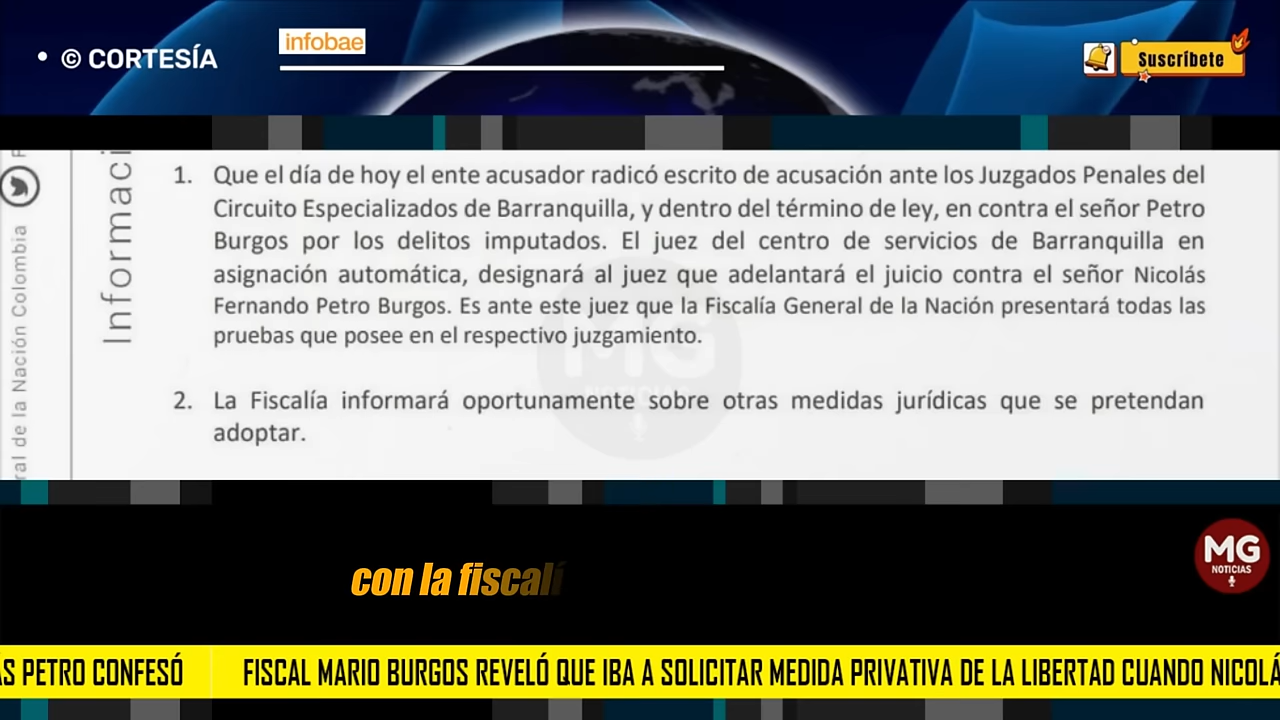 © CORTESÍA
infobae
Suscríbete
Informaci
ral de la Nación Colombia
1. Que el día de hoy el ente acusador radicó escrito de acusación ante los Juzgados Penales del
Circuito Especializados de Barranquilla, y dentro del término de ley, en contra el señor Petro
Burgos por los delitos imputados. El juez del centro de servicios de Barranquilla en
asignación automática, designará al juez que adelantará el juicio contra el señor Nicolás
Fernando Petro Burgos. Es ante este juez que la Fiscalía General de la Nación presentará todas las
pruebas que posee en el respectivo juzgamiento.
2. La Fiscalía informará oportunamente sobre otras medidas jurídicas que se pretendan
adoptar.
MG
NOTICIAS
con la fiscalí
MG
NOTICIAS
ÁS PETRO CONFESÓ FISCAL MARIO BURGOS REVELÓ QUE IBA A SOLICITAR MEDIDA PRIVATIVA DE LA LIBERTAD CUANDO NICOLÁ